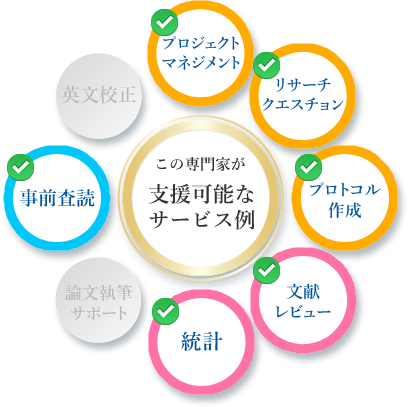 プロジェクト
マネジメント
リサーチ
クエスチョン
プロトコル
作成
文献
レビュー
統計
論文執筆
サポート
事前査読
英文校正
この専門家が
支援可能な
サービス例